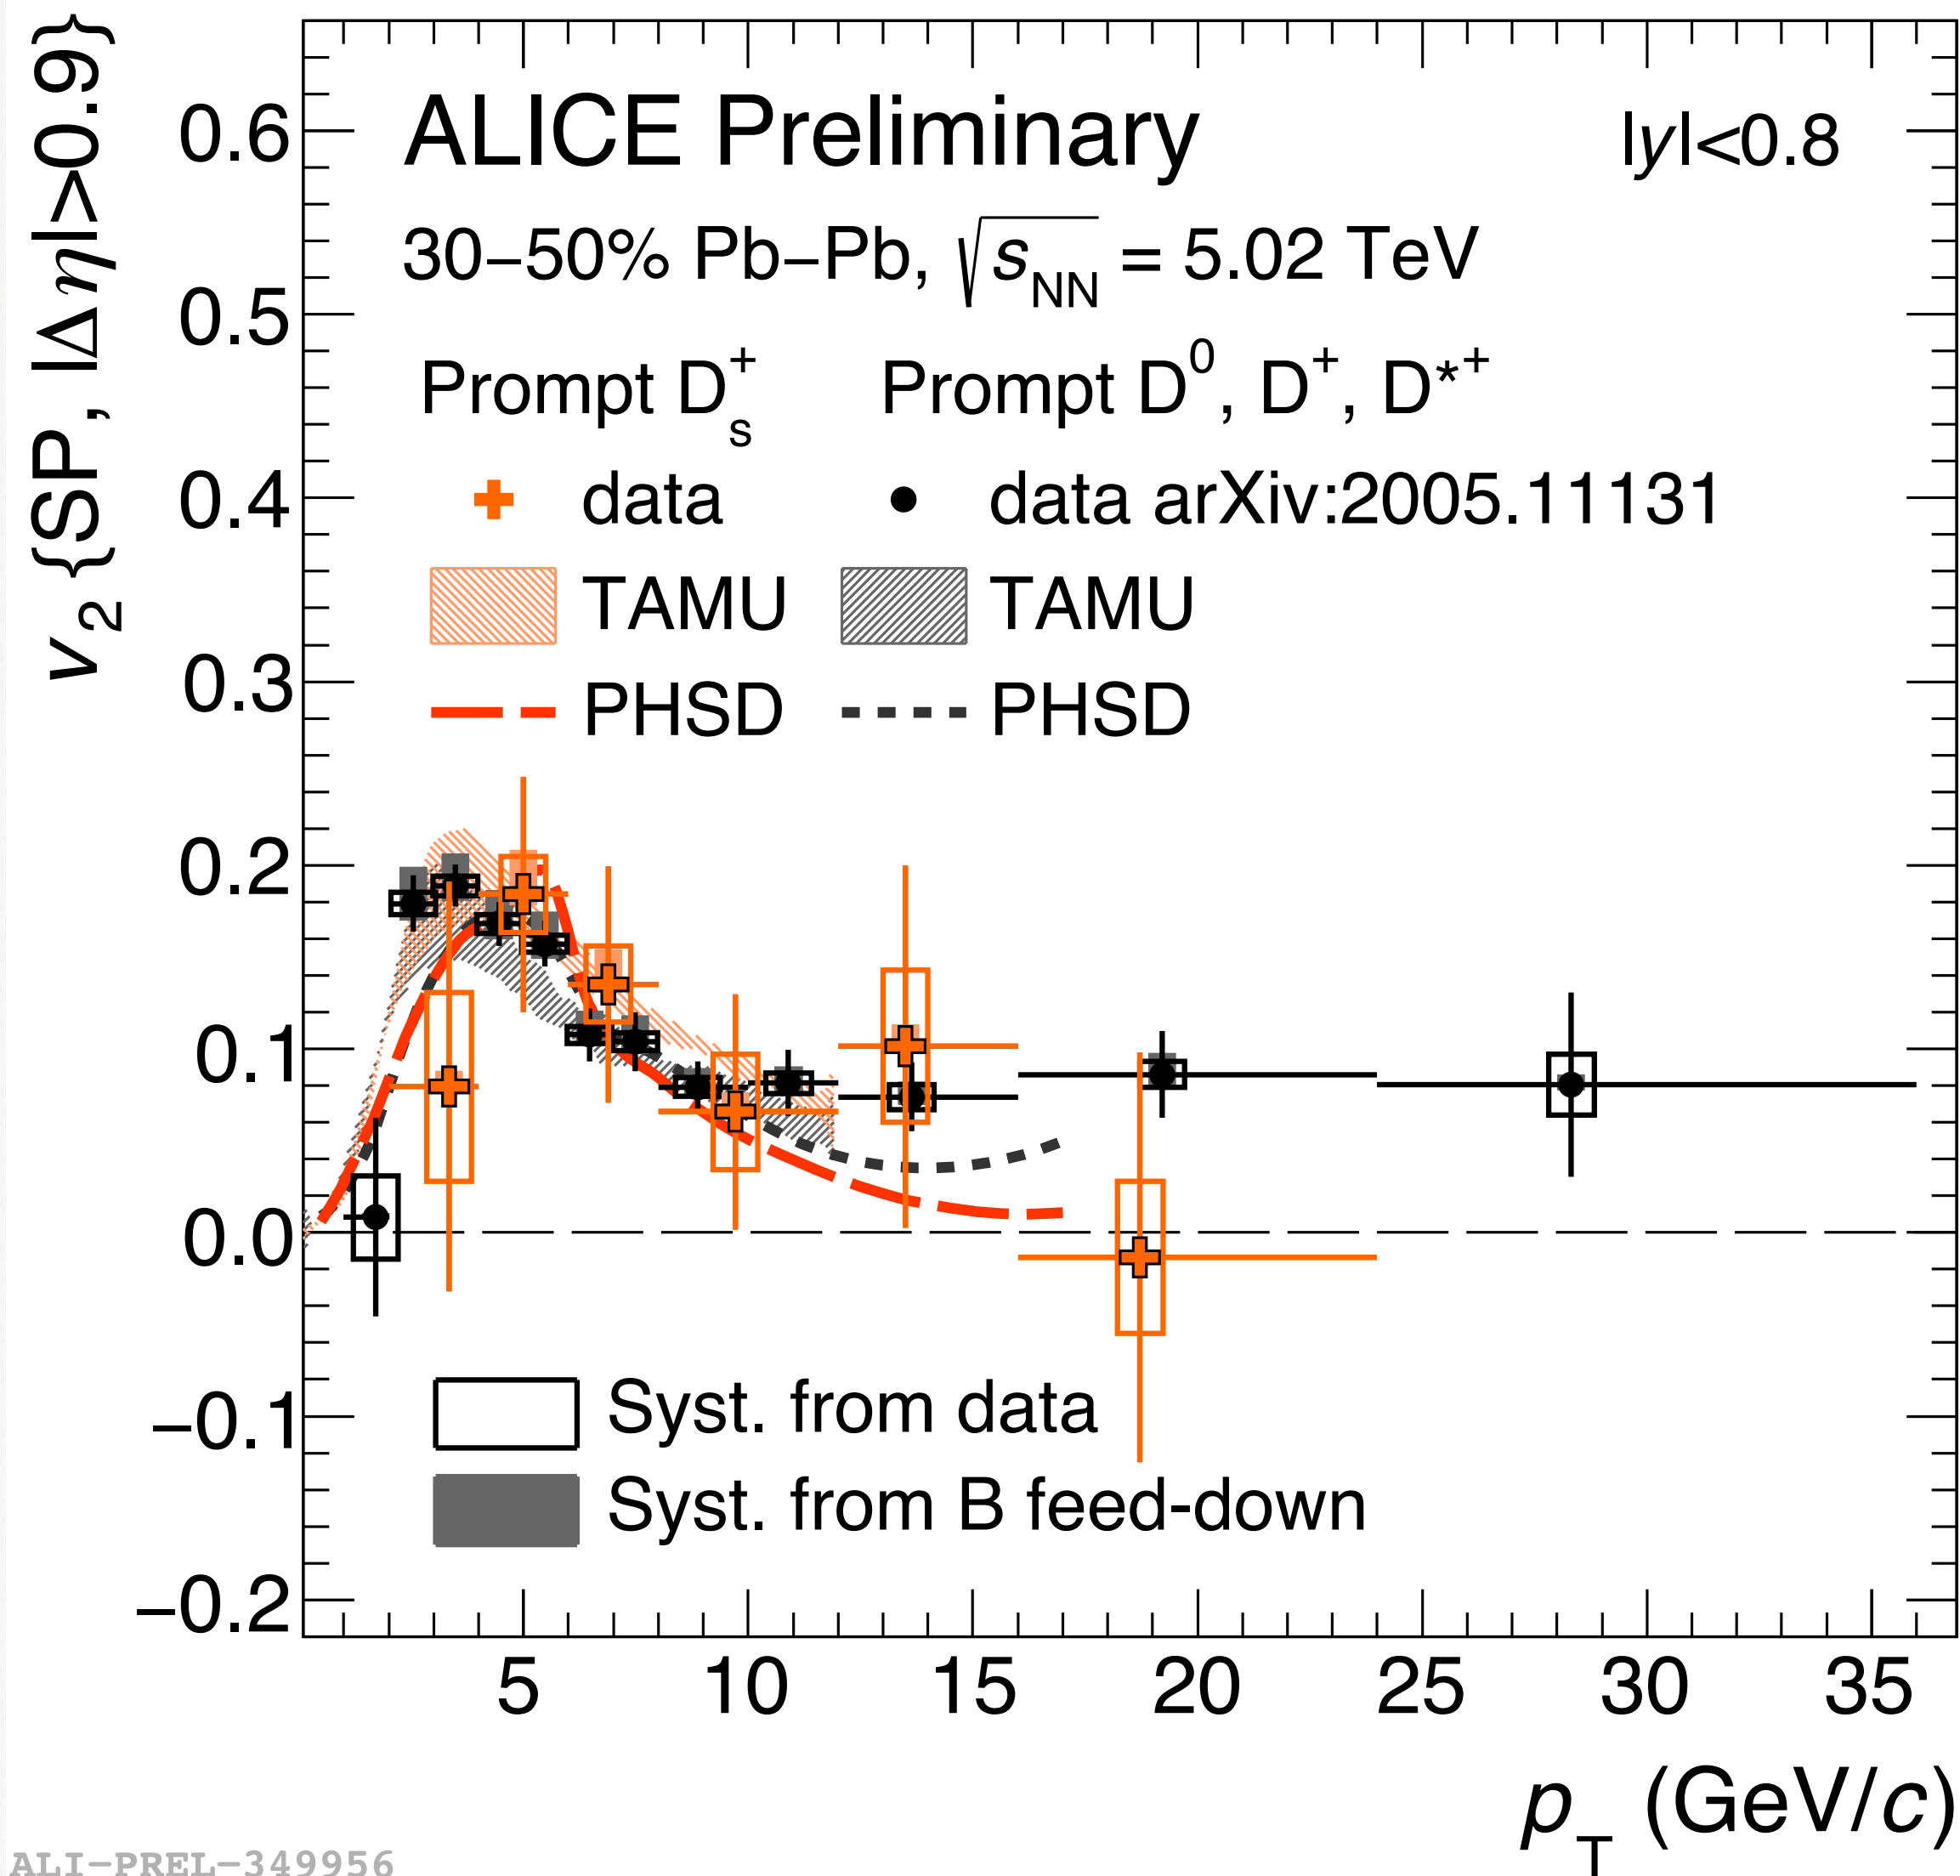 v2 {SP, |Δη|>0.9}
0.6
0.5
0.4
0.3
0.2
0.1
0.0
−0.1
−0.2
ALICE Preliminary
|y|<0.8
30−50% Pb−Pb, √sNN = 5.02 TeV
Prompt Ds+ Prompt D0, D+, D*+
data data arXiv:2005.11131
TAMU TAMU
PHSD PHSD
Syst. from data
Syst. from B feed-down
5 10 15 20 25 30 35
pT (GeV/c)
ALI-PREL-349956